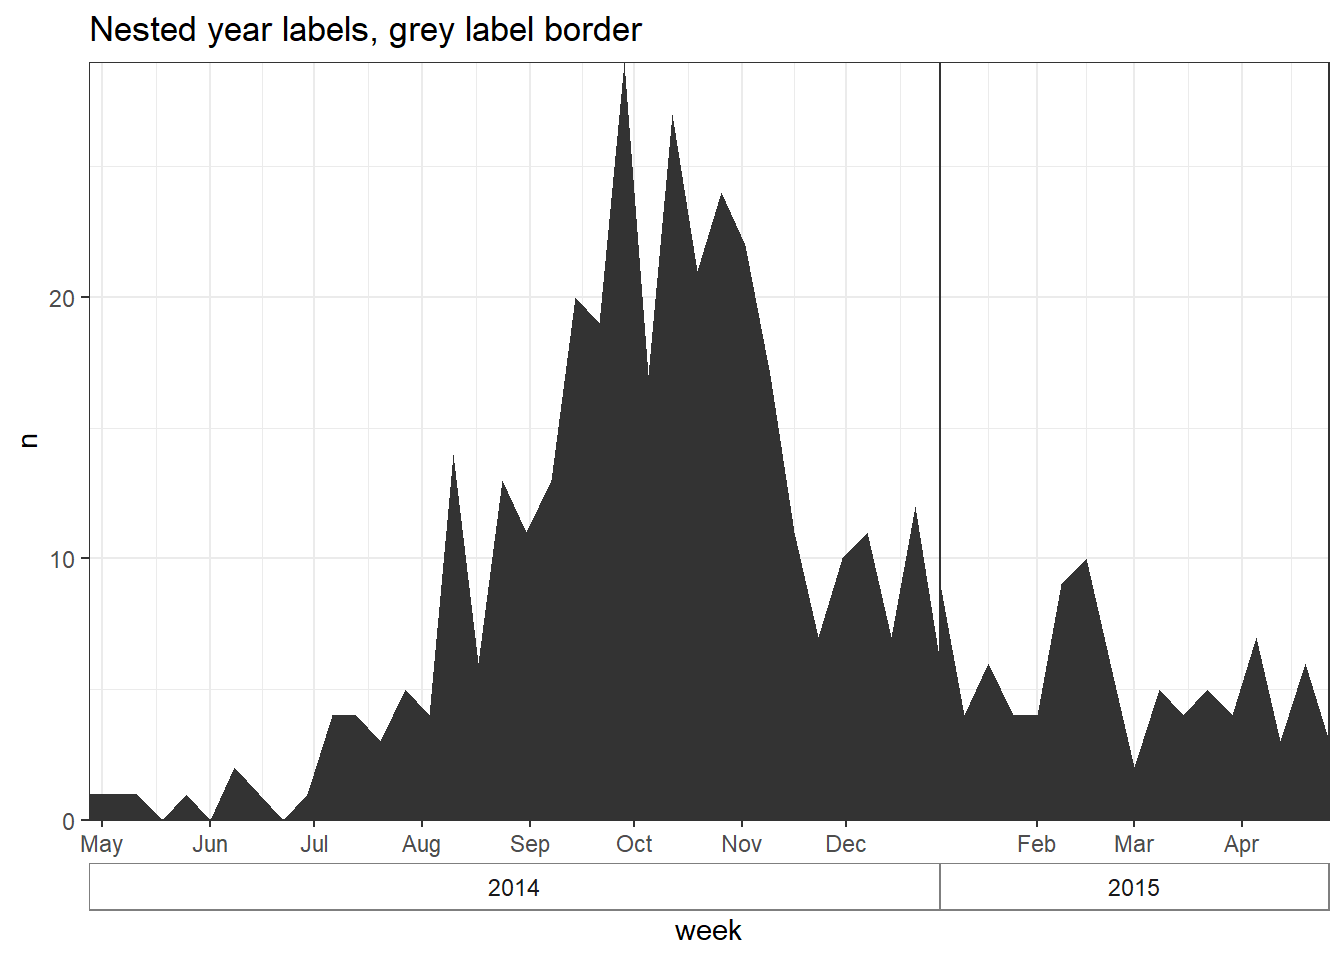 Nested year labels, grey label border
n
20
10
0
May Jun Jul Aug Sep Oct Nov Dec Feb Mar Apr
2014 2015
week